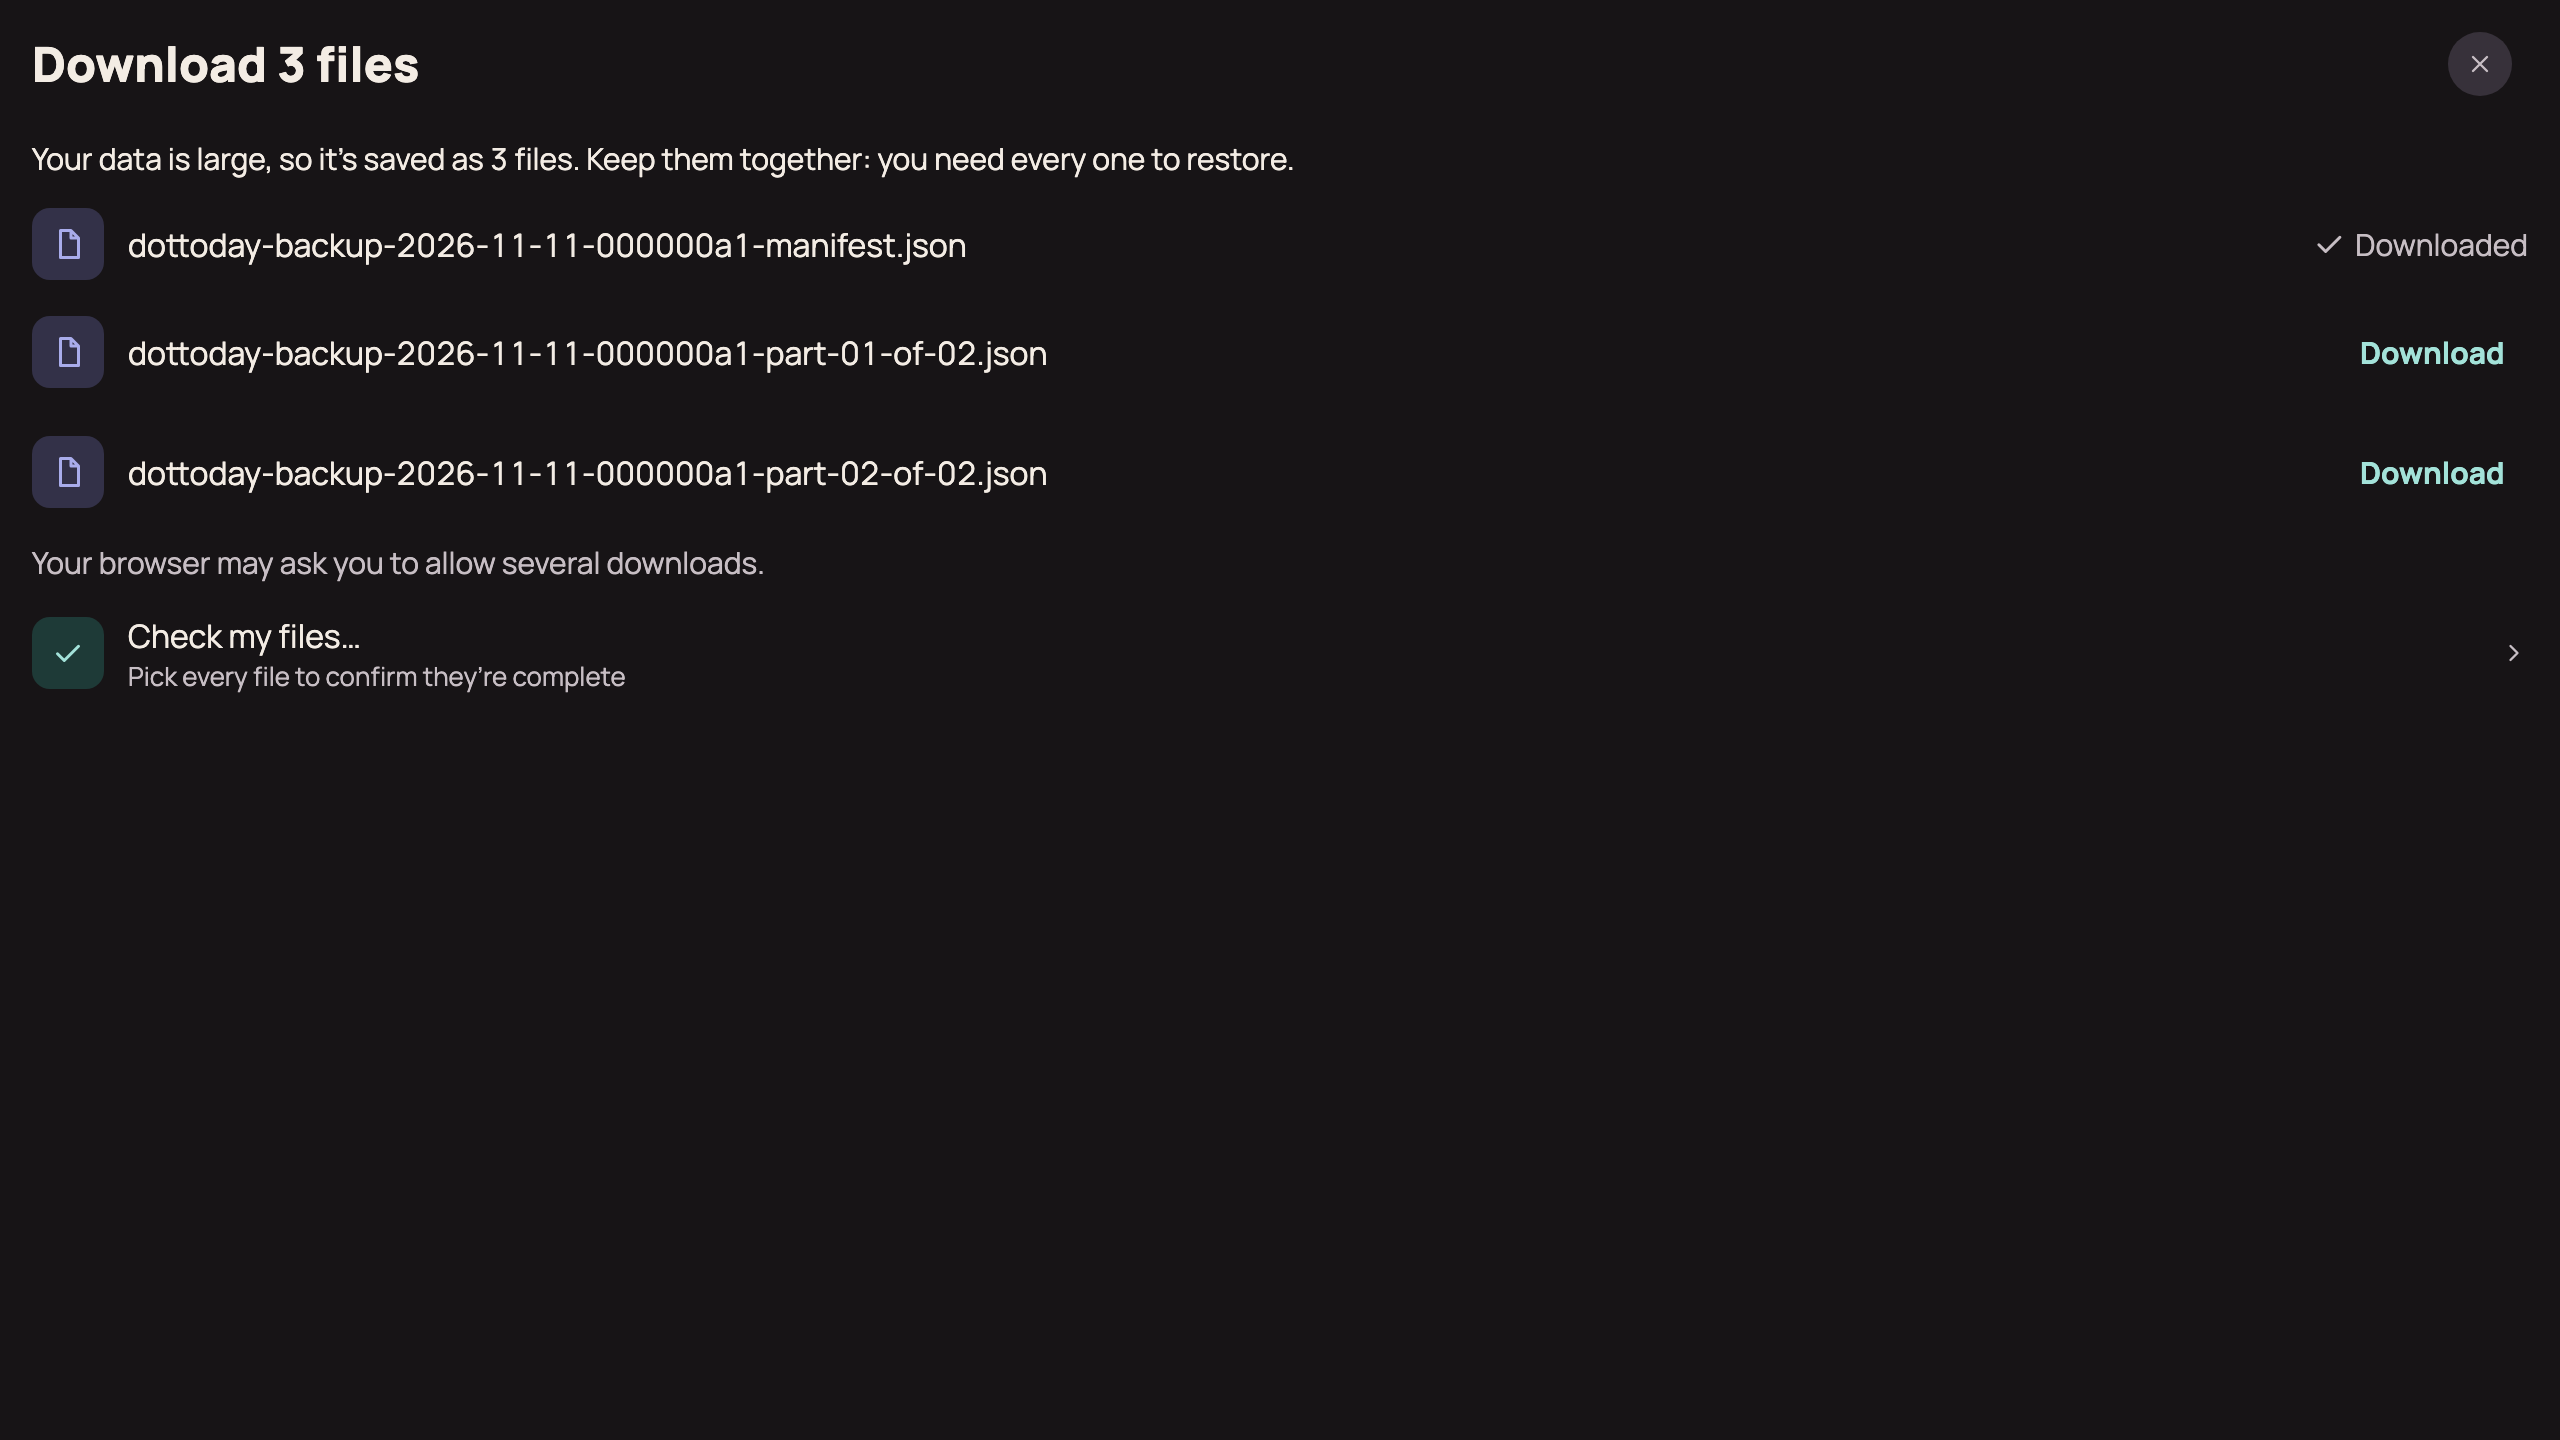 Download 3 files
Your data is large, so it’s saved as 3 files. Keep them together: you need every one to restore.
dottoday-backup-2026-11-11-000000a1-manifest.json
Downloaded
dottoday-backup-2026-11-11-000000a1-part-01-of-02.json
Download
dottoday-backup-2026-11-11-000000a1-part-02-of-02.json
Download
Your browser may ask you to allow several downloads.
Check my files…
Pick every file to confirm they’re complete